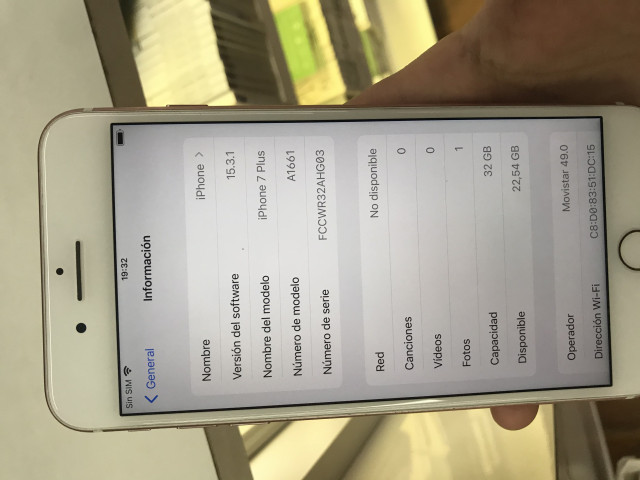 Sin SIM 19:32
General Información
Nombre iPhone
Versión del software 15.3.1
Nombre del modelo iPhone 7 Plus
Número de modelo A1661
Número de serie FCCWR32AHG03
Red No disponible
Canciones 0
Vídeos 0
Fotos 1
Capacidad 32 GB
Disponible 22,54 GB
Operador Movistar 49.0
Dirección Wi-Fi C8:D0:83:51:DC:15